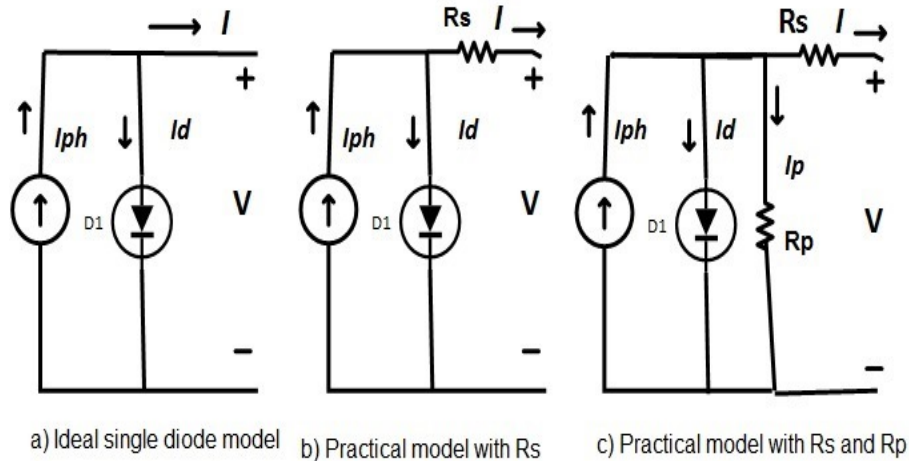 I
+
Iph
Id
D1
V
−
a) Ideal single diode model
Rs
I
+
Iph
Id
D1
V
−
b) Practical model with Rs
Rs
I
+
Iph
Id
Ip
D1
Rp
V
−
c) Practical model with Rs and Rp